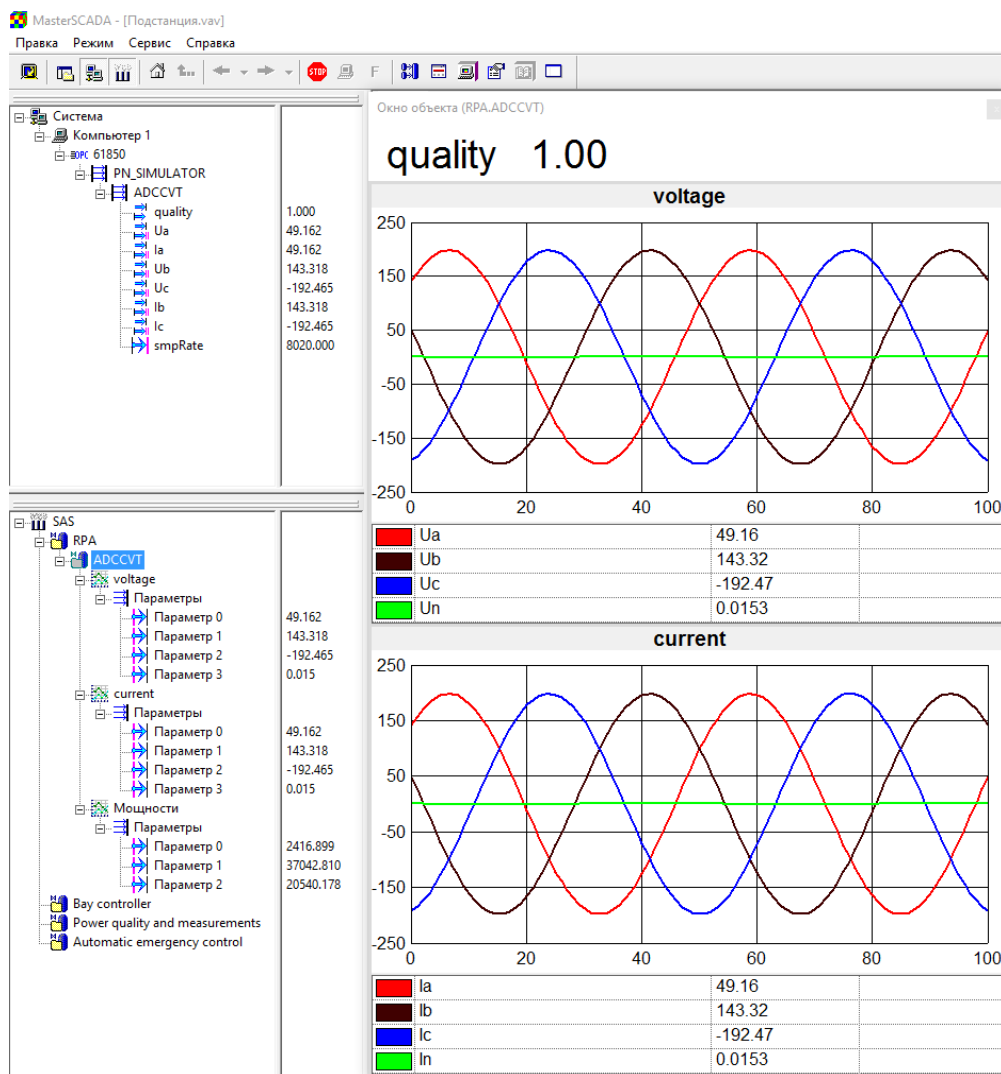 MasterSCADA - [Подстанция.vav]
Правка Режим Сервис Справка
STOP F
Система
Компьютер 1
OPC 61850
PN_SIMULATOR
ADCCVT
quality 1.000
Ua 49.162
Ia 49.162
Ub 143.318
Uc -192.465
Ib 143.318
Ic -192.465
smpRate 8020.000
SAS
RPA
ADCCVT
voltage
Параметры
Параметр 0 49.162
Параметр 1 143.318
Параметр 2 -192.465
Параметр 3 0.015
current
Параметры
Параметр 0 49.162
Параметр 1 143.318
Параметр 2 -192.465
Параметр 3 0.015
Мощности
Параметры
Параметр 0 2416.899
Параметр 1 37042.810
Параметр 2 20540.178
Bay controller
Power quality and measurements
Automatic emergency control
Окно объекта (RPA.ADCCVT)
quality 1.00
voltage
250
150
50
-50
-150
-250
0 20 40 60 80 100
Ua 49.16
Ub 143.32
Uc -192.47
Un 0.0153
current
250
150
50
-50
-150
-250
0 20 40 60 80 100
Ia 49.16
Ib 143.32
Ic -192.47
In 0.0153